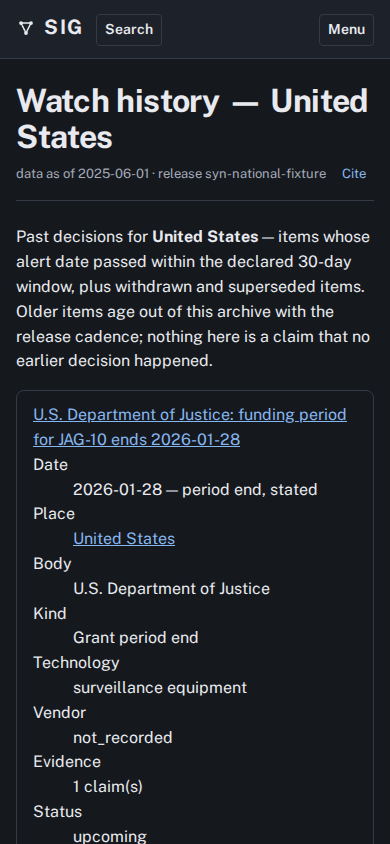 SIG
Search
Menu
Watch history — United
States
data as of 2025-06-01 · release syn-national-fixture
Cite
Past decisions for United States — items whose
alert date passed within the declared 30-day
window, plus withdrawn and superseded items.
Older items age out of this archive with the
release cadence; nothing here is a claim that no
earlier decision happened.
U.S. Department of Justice: funding period
for JAG-10 ends 2026-01-28
Date
2026-01-28 — period end, stated
Place
United States
Body
U.S. Department of Justice
Kind
Grant period end
Technology
surveillance equipment
Vendor
not_recorded
Evidence
1 claim(s)
Status
upcoming